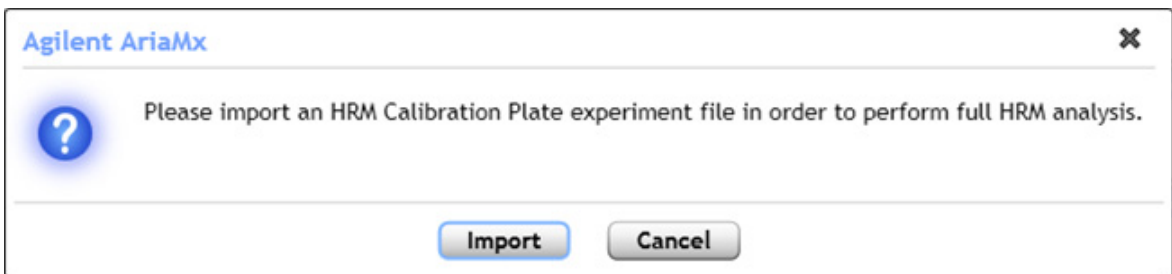 Agilent AriaMx
Please import an HRM Calibration Plate experiment file in order to perform full HRM analysis.
Import
Cancel